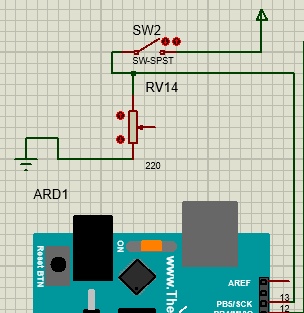 SW2
SW-SPST
RV14
220
ARD1
Reset BTN
ON
www.The
AREF
PB5/SCK
13
12